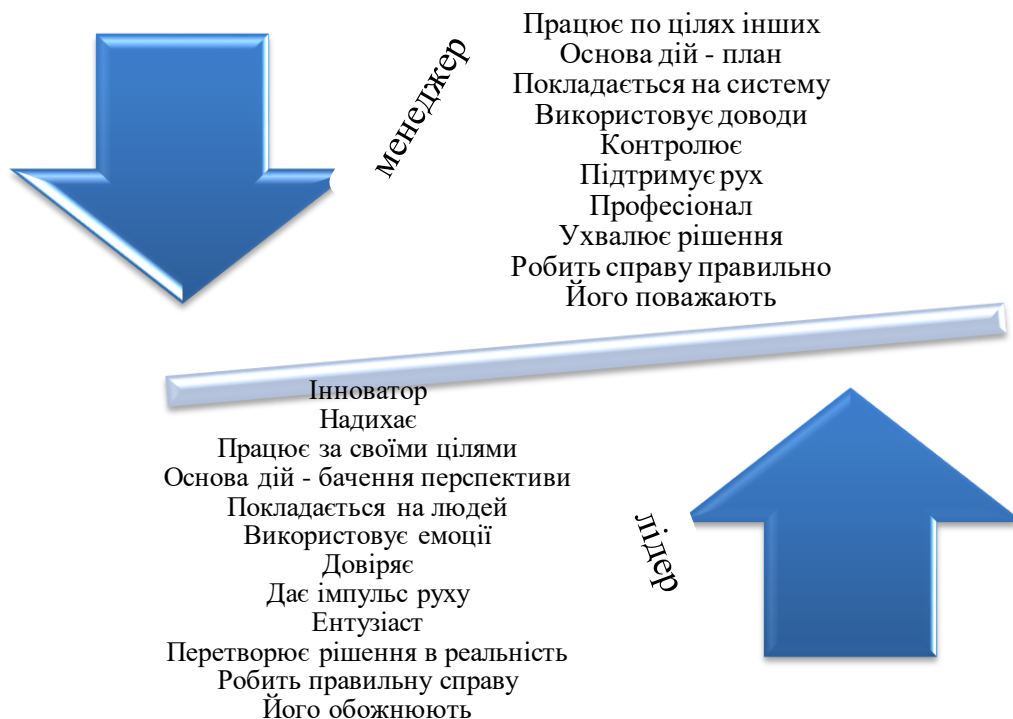 менеджер
Працює по цілях інших
Основа дій - план
Покладається на систему
Використовує доводи
Контролює
Підтримує рух
Професіонал
Ухвалює рішення
Робить справу правильно
Його поважають
Інноватор
Надихає
Працює за своїми цілями
Основа дій - бачення перспективи
Покладається на людей
Використовує емоції
Довіряє
Дає імпульс руху
Ентузіаст
Перетворює рішення в реальність
Робить правильну справу
Його обожнюють
лідер